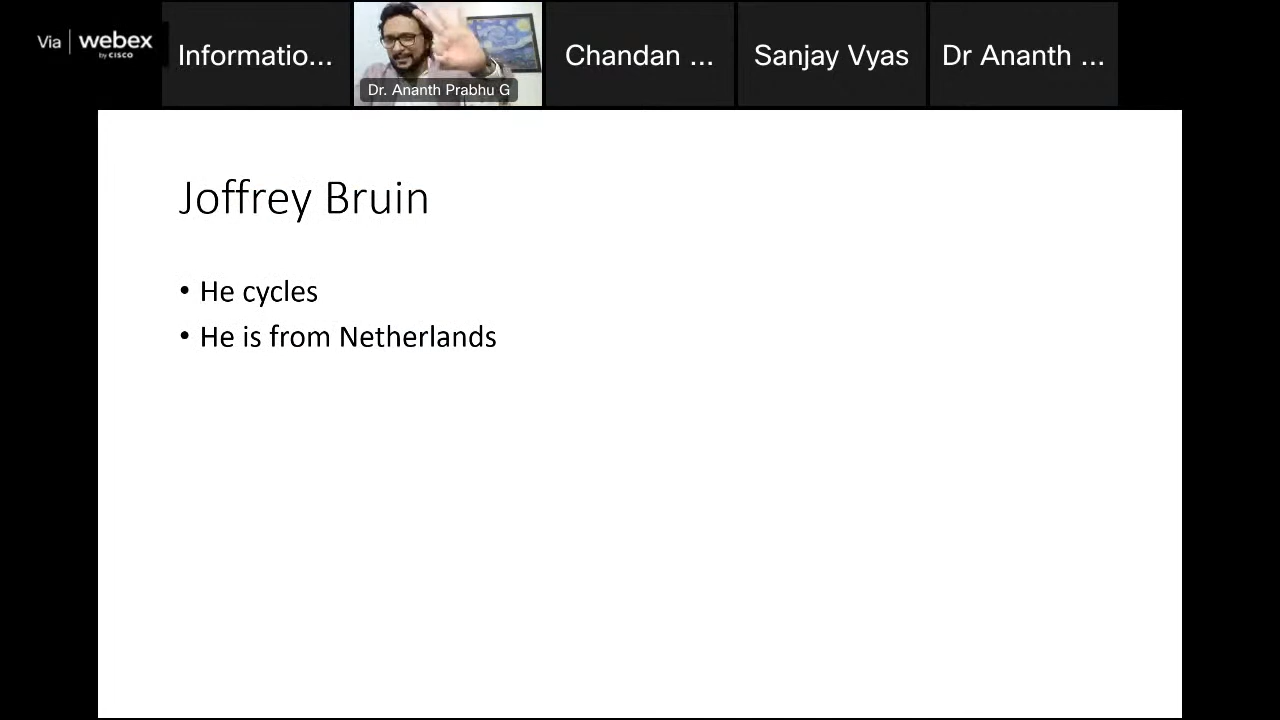 Via | webex
by CISCO
Informatio...
Dr. Ananth Prabhu G
Chandan ...
Sanjay Vyas
Dr Ananth ...
Joffrey Bruin
• He cycles
• He is from Netherlands